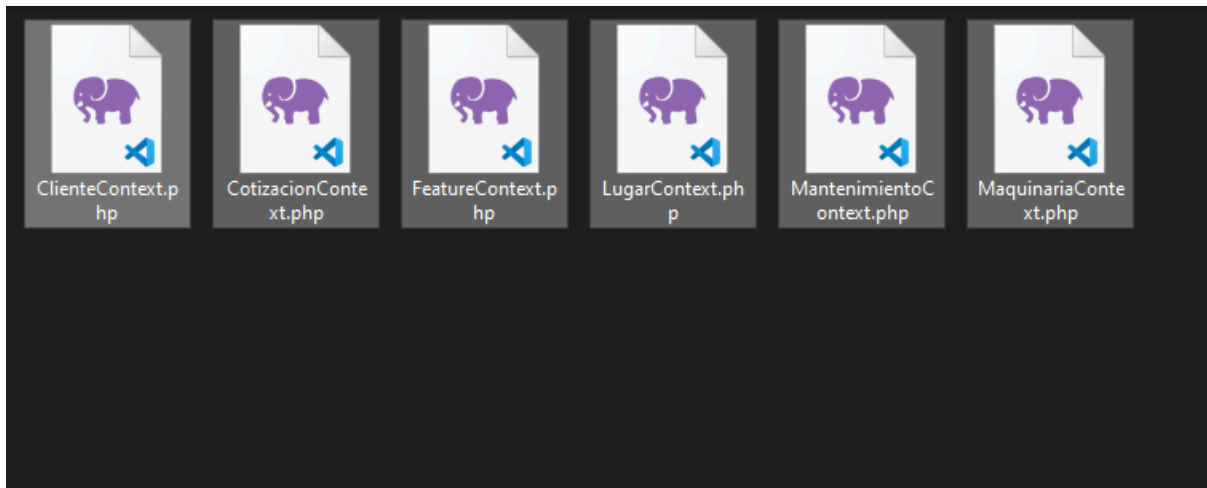 ClienteContext.p
hp
CotizacionConte
xt.php
FeatureContext.p
hp
LugarContext.ph
p
MantenimientoC
ontext.php
MaquinariaConte
xt.php